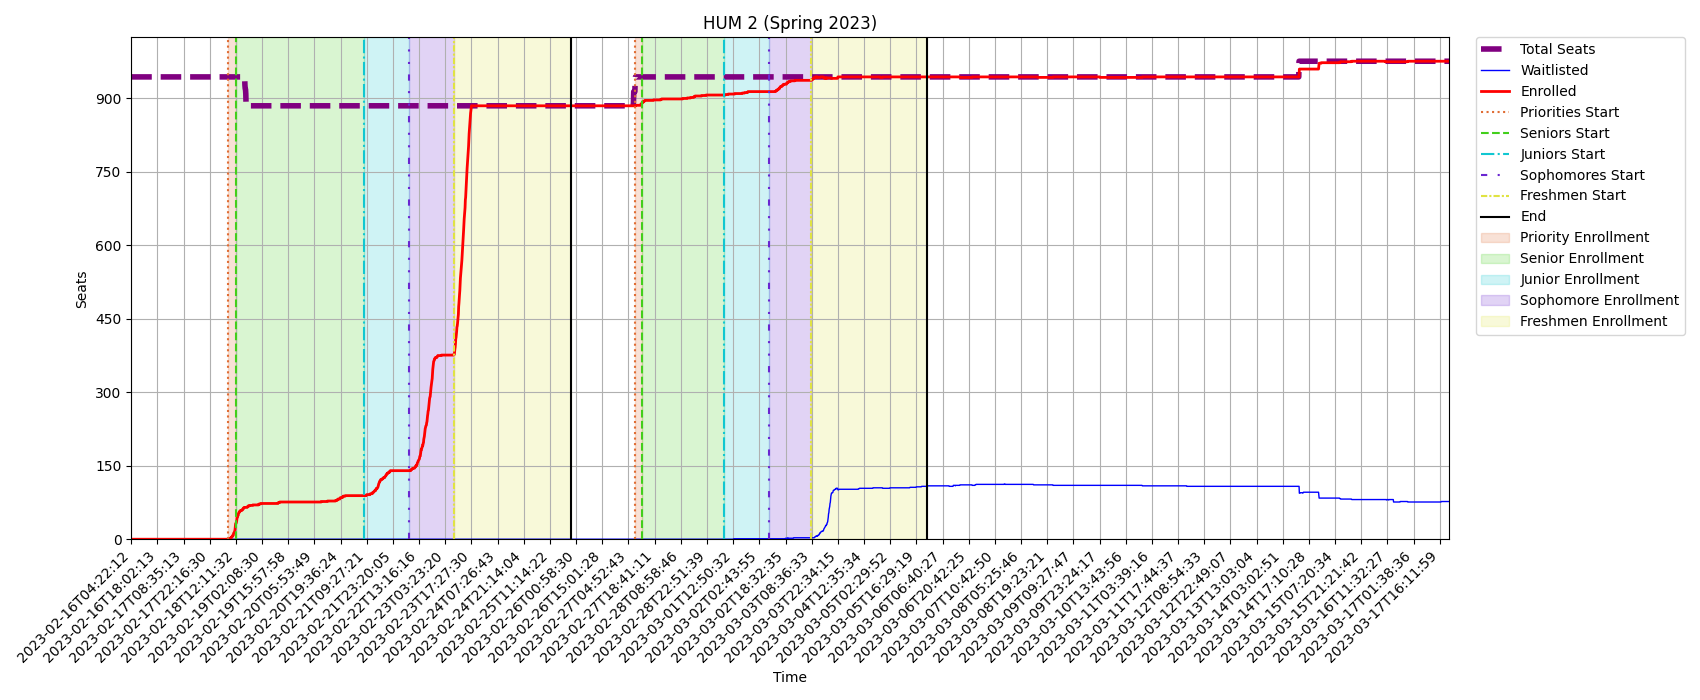 HUM 2 (Spring 2023)
Seats
900
750
600
450
300
150
0
2023-02-16T04:22:12
2023-02-16T18:02:13
2023-02-17T08:35:13
2023-02-17T22:16:30
2023-02-18T12:11:32
2023-02-19T02:08:30
2023-02-19T15:57:58
2023-02-20T05:53:49
2023-02-20T19:36:24
2023-02-21T09:27:21
2023-02-21T23:20:05
2023-02-22T13:16:16
2023-02-23T03:23:20
2023-02-23T17:27:30
2023-02-24T07:26:43
2023-02-24T21:14:04
2023-02-25T11:14:22
2023-02-26T00:58:30
2023-02-26T15:01:28
2023-02-27T04:52:43
2023-02-27T18:41:11
2023-02-28T08:58:46
2023-02-28T22:51:39
2023-03-01T12:50:32
2023-03-02T02:43:55
2023-03-02T18:32:35
2023-03-03T08:36:33
2023-03-03T22:34:15
2023-03-04T12:35:34
2023-03-05T02:29:52
2023-03-05T16:29:19
2023-03-06T06:40:27
2023-03-06T20:42:25
2023-03-07T10:42:50
2023-03-08T05:25:46
2023-03-08T19:23:21
2023-03-09T09:27:47
2023-03-09T23:24:17
2023-03-10T13:43:56
2023-03-11T03:39:16
2023-03-11T17:44:37
2023-03-12T08:54:33
2023-03-12T22:49:07
2023-03-13T13:03:04
2023-03-14T03:02:51
2023-03-14T17:10:28
2023-03-15T07:20:34
2023-03-15T21:21:42
2023-03-16T11:32:27
2023-03-17T01:38:36
2023-03-17T16:11:59
Time
Total Seats
Waitlisted
Enrolled
Priorities Start
Seniors Start
Juniors Start
Sophomores Start
Freshmen Start
End
Priority Enrollment
Senior Enrollment
Junior Enrollment
Sophomore Enrollment
Freshmen Enrollment